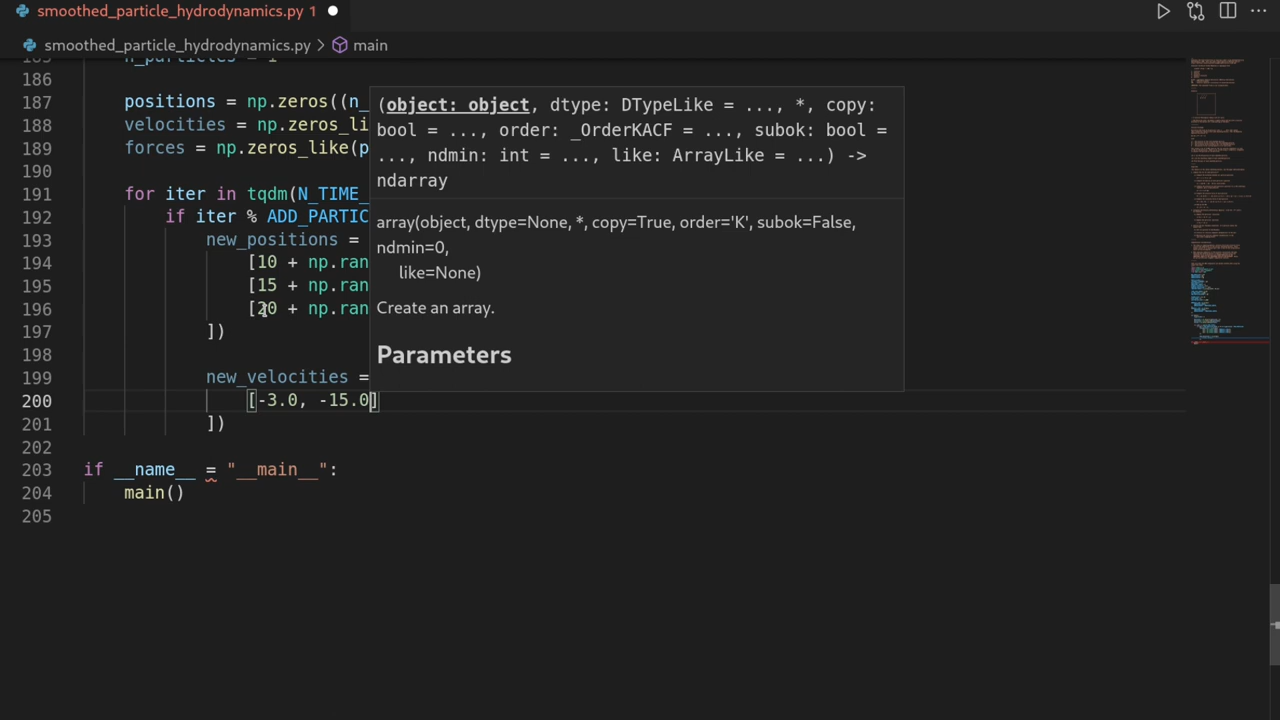 smoothed_particle_hydrodynamics.py 1
smoothed_particle_hydrodynamics.py > main
185 n_particles = 1
186
187 positions = np.zeros((n_
188 velocities = np.zeros_li
189 forces = np.zeros_like(p
190
191 for iter in tqdm(N_TIME_
192 if iter % ADD_PARTIC
193 new_positions =
194 [10 + np.ran
195 [15 + np.ran
196 [20 + np.ran
197 ])
198
199 new_velocities =
200 [-3.0, -15.0]
201 ])
202
203 if __name__ = "__main__":
204 main()
205
(object: object, dtype: DTypeLike = ..., *, copy:
bool = ..., order: _OrderKACF = ..., subok: bool =
..., ndmin: int = ..., like: ArrayLike = ...) ->
ndarray
array(object, dtype=None, *, copy=True, order='K', subok=False,
ndmin=0,
like=None)
Create an array.
Parameters